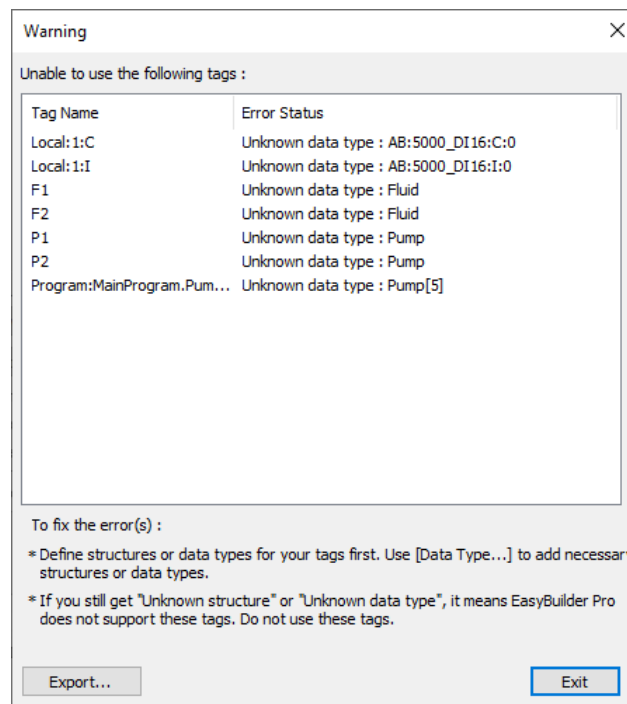 Warning
Unable to use the following tags :
Tag Name Error Status
Local:1:C Unknown data type : AB:5000_DI16:C:0
Local:1:I Unknown data type : AB:5000_DI16:I:0
F1 Unknown data type : Fluid
F2 Unknown data type : Fluid
P1 Unknown data type : Pump
P2 Unknown data type : Pump
Program:MainProgram.Pum... Unknown data type : Pump[5]
To fix the error(s) :
* Define structures or data types for your tags first. Use [Data Type...] to add necessar
structures or data types.
* If you still get "Unknown structure" or "Unknown data type", it means EasyBuilder Pro
does not support these tags. Do not use these tags.
Export... Exit